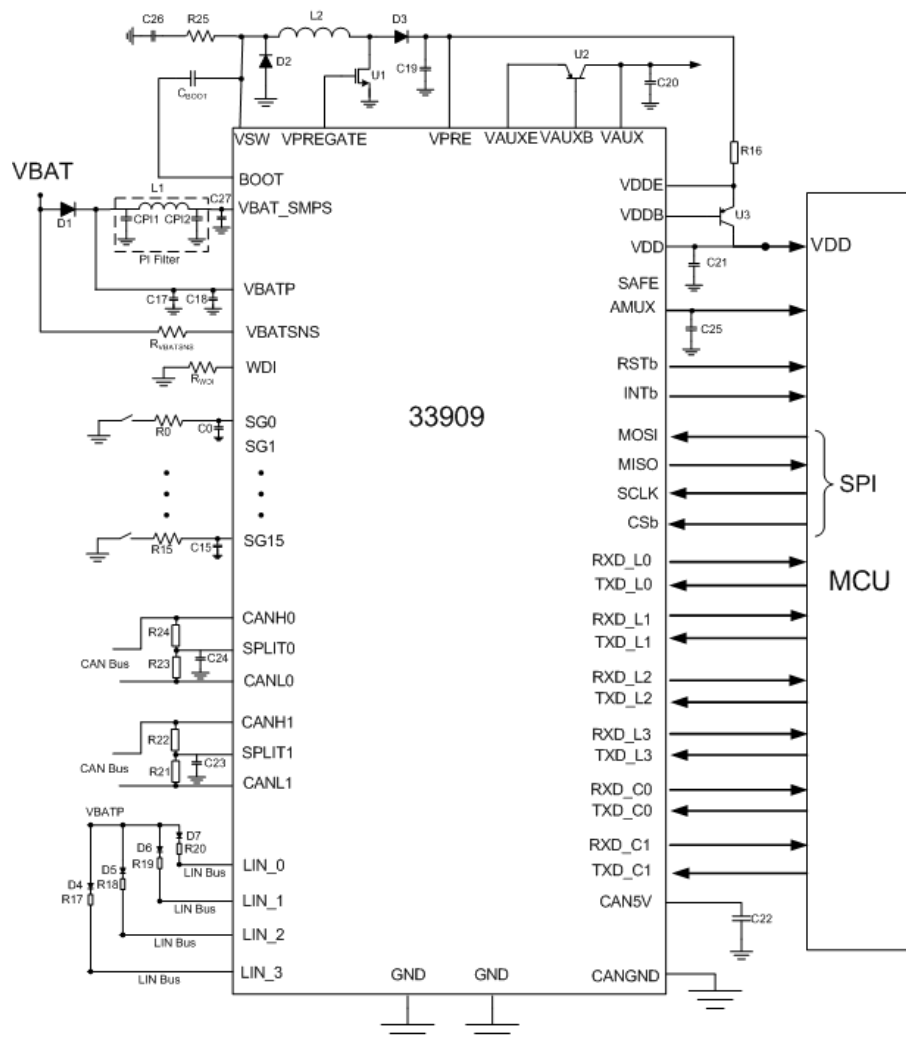 C26
R25
L2
D3
D2
U1
C19
U2
C20
CBOOT
VSW
VPREGATE
VPRE
VAUXE
VAUXB
VAUX
R16
VBAT
BOOT
L1
C27
VBAT_SMPS
VDDE
D1
CPI1
CPI2
VDDB
U3
PI Filter
VDD
VDD
C21
C17
C18
VBATP
SAFE
AMUX
RVBATSNS
VBATSNS
C25
RWDI
WDI
RSTb
INTb
33909
R0
C0
SG0
SG1
MOSI
MISO
SCLK
CSb
SPI
R15
C15
SG15
RXD_L0
TXD_L0
MCU
CANH0
R24
SPLIT0
C24
CAN Bus
R23
CANL0
RXD_L1
TXD_L1
RXD_L2
TXD_L2
CANH1
R22
SPLIT1
C23
CAN Bus
R21
CANL1
RXD_L3
TXD_L3
RXD_C0
TXD_C0
VBATP
D7
R20
D6
R19
D5
R18
D4
R17
LIN_0
LIN Bus
LIN_1
LIN Bus
LIN_2
LIN Bus
LIN_3
LIN Bus
RXD_C1
TXD_C1
CAN5V
C22
GND
GND
CANGND